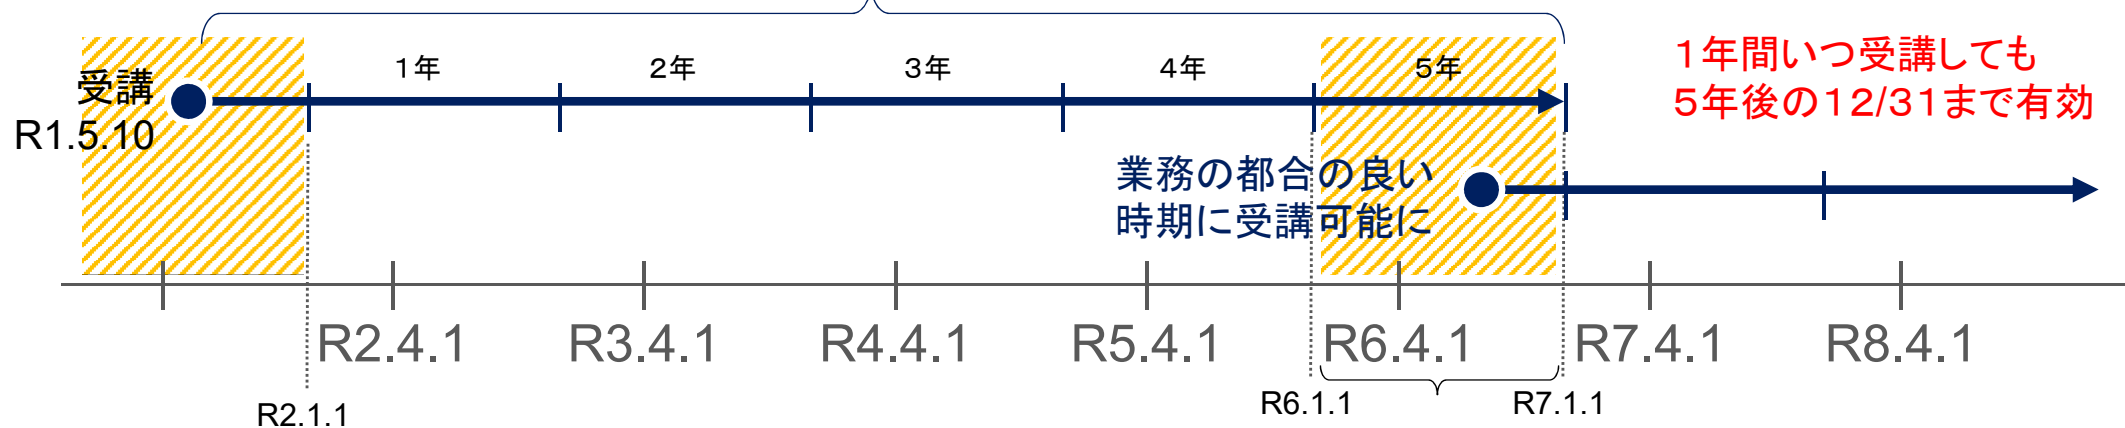 1年
2年
3年
4年
5年
1年間いつ受講しても
5年後の12/31まで有効
受講
R1.5.10
業務の都合の良い
時期に受講可能に
R2.4.1
R3.4.1
R4.4.1
R5.4.1
R6.4.1
R7.4.1
R8.4.1
R2.1.1
R6.1.1
R7.1.1